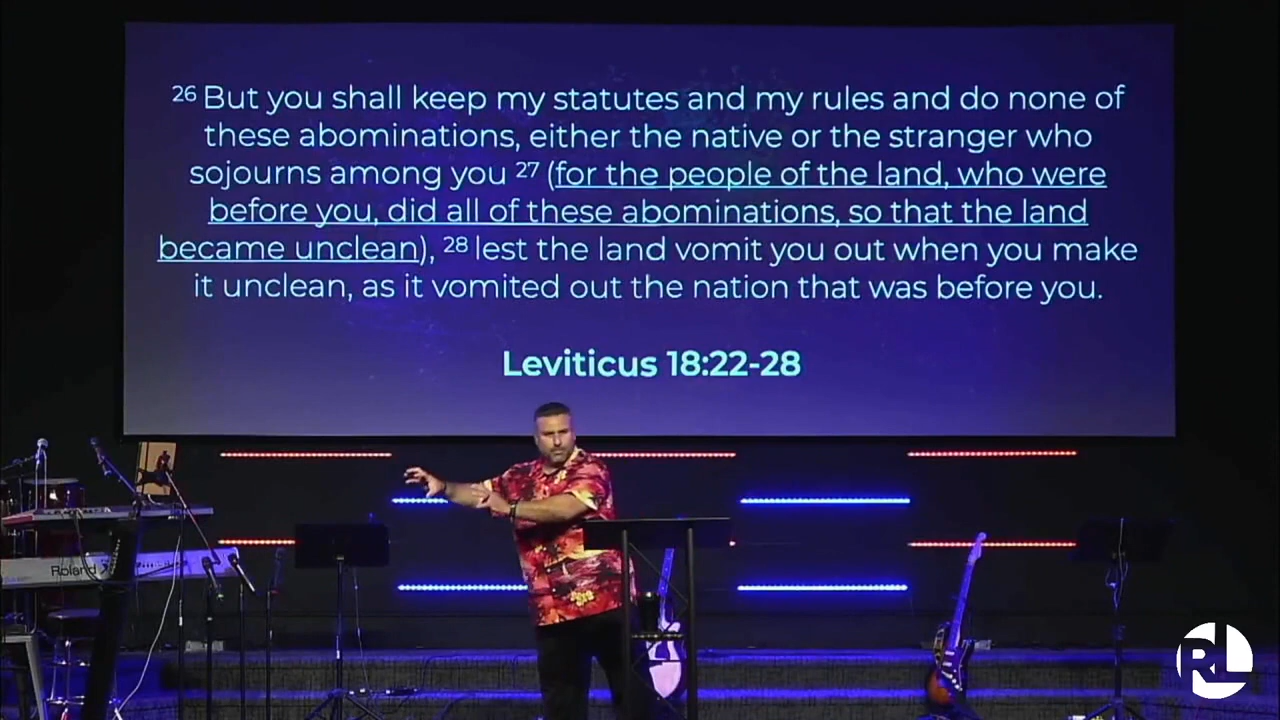 26 But you shall keep my statutes and my rules and do none of
these abominations, either the native or the stranger who
sojourns among you 27 (for the people of the land, who were
before you, did all of these abominations, so that the land
became unclean), 28 lest the land vomit you out when you make
it unclean, as it vomited out the nation that was before you.
Leviticus 18:22-28
Roland
RL